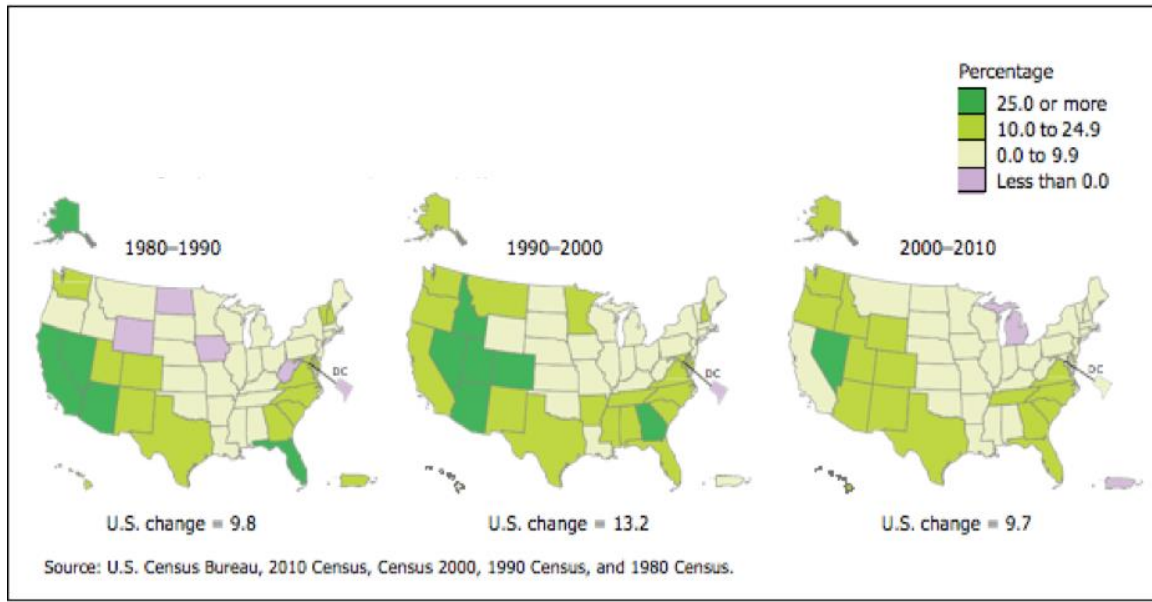 Percentage
25.0 or more
10.0 to 24.9
0.0 to 9.9
Less than 0.0
1980–1990
1990–2000
2000–2010
DC
DC
DC
U.S. change = 9.8
U.S. change = 13.2
U.S. change = 9.7
Source: U.S. Census Bureau, 2010 Census, Census 2000, 1990 Census, and 1980 Census.